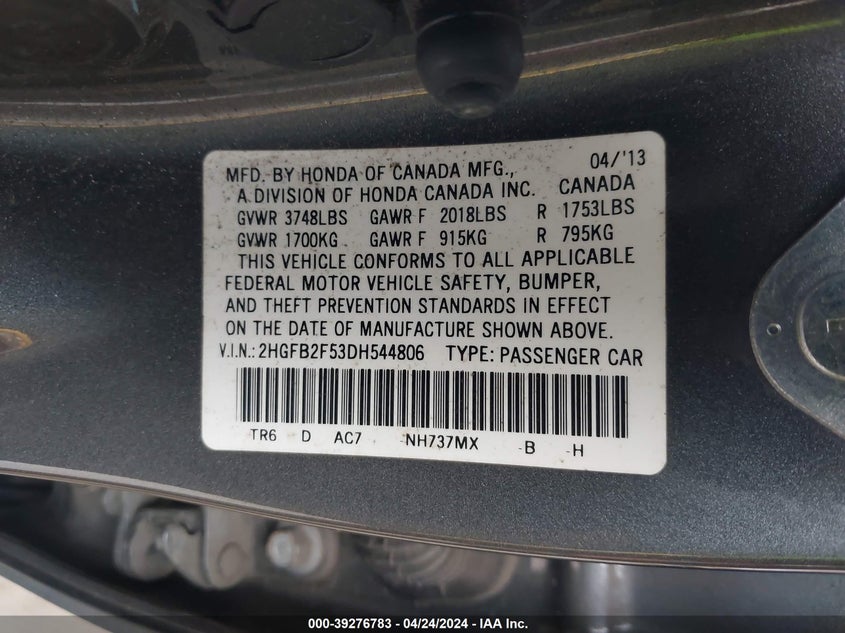 MFD. BY HONDA OF CANADA MFG., 04/'13
A DIVISION OF HONDA CANADA INC. CANADA
GVWR 3748LBS GAWR F 2018LBS R 1753LBS
GVWR 1700KG GAWR F 915KG R 795KG
THIS VEHICLE CONFORMS TO ALL APPLICABLE
FEDERAL MOTOR VEHICLE SAFETY, BUMPER,
AND THEFT PREVENTION STANDARDS IN EFFECT
ON THE DATE OF MANUFACTURE SHOWN ABOVE.
V.I.N.: 2HGFB2F53DH544806 TYPE: PASSENGER CAR
TR6 D AC7 -NH737MX -B -H
000-39276783 - 04/24/2024 - IAA Inc.